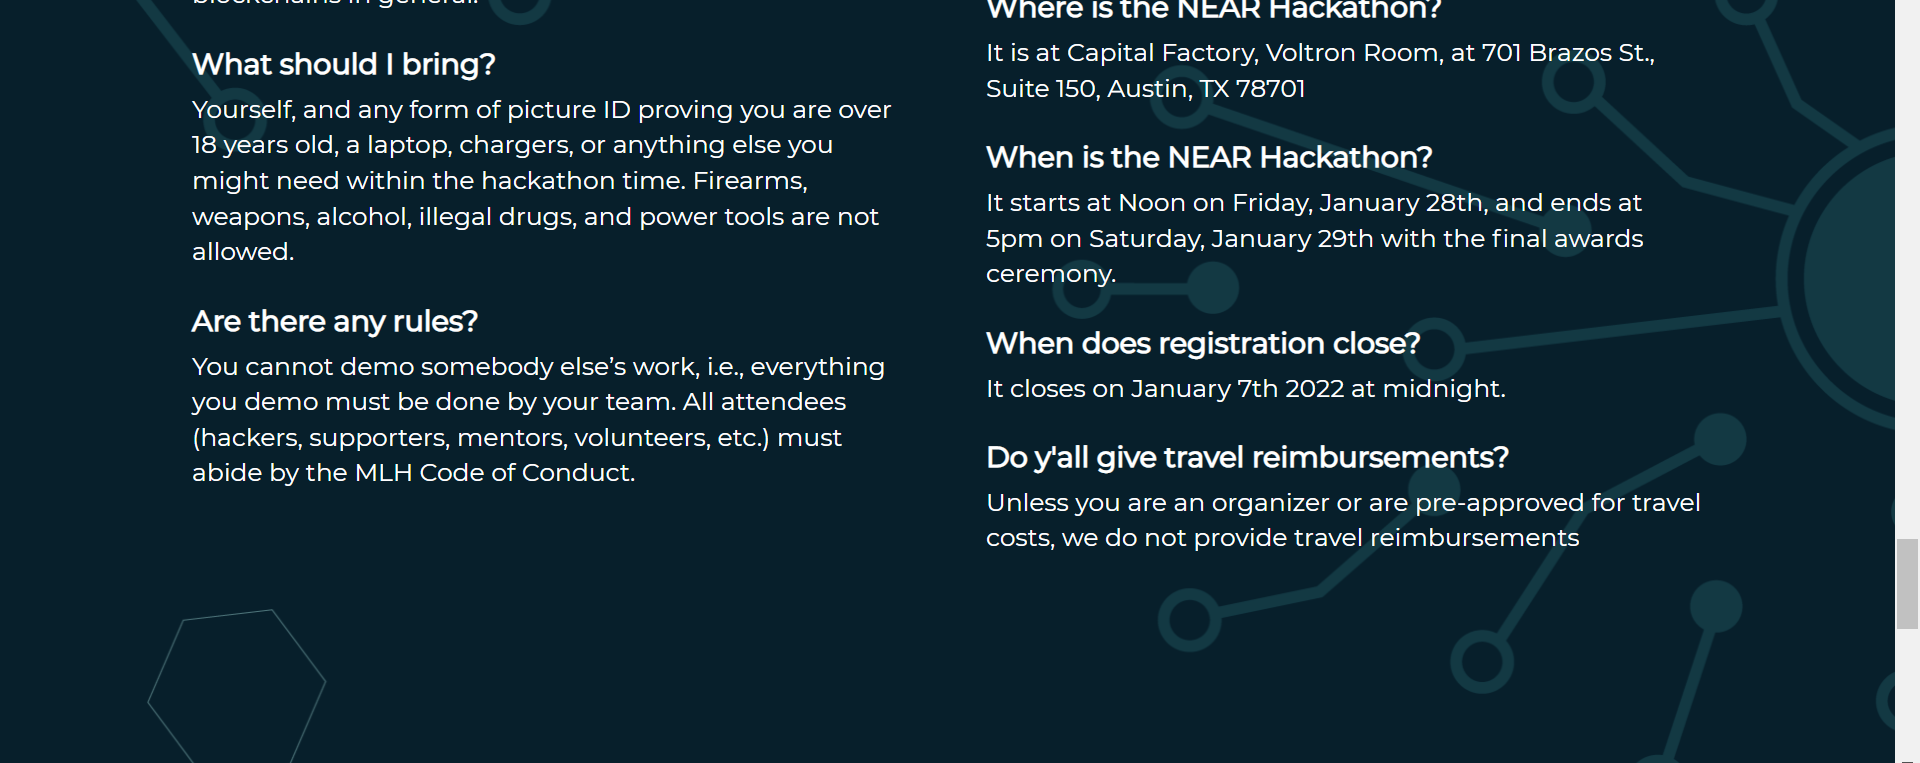 blockchains in general.
What should I bring?
Yourself, and any form of picture ID proving you are over
18 years old, a laptop, chargers, or anything else you
might need within the hackathon time. Firearms,
weapons, alcohol, illegal drugs, and power tools are not
allowed.
Are there any rules?
You cannot demo somebody else’s work, i.e., everything
you demo must be done by your team. All attendees
(hackers, supporters, mentors, volunteers, etc.) must
abide by the MLH Code of Conduct.
Where is the NEAR Hackathon?
It is at Capital Factory, Voltron Room, at 701 Brazos St.,
Suite 150, Austin, TX 78701
When is the NEAR Hackathon?
It starts at Noon on Friday, January 28th, and ends at
5pm on Saturday, January 29th with the final awards
ceremony.
When does registration close?
It closes on January 7th 2022 at midnight.
Do y'all give travel reimbursements?
Unless you are an organizer or are pre-approved for travel
costs, we do not provide travel reimbursements